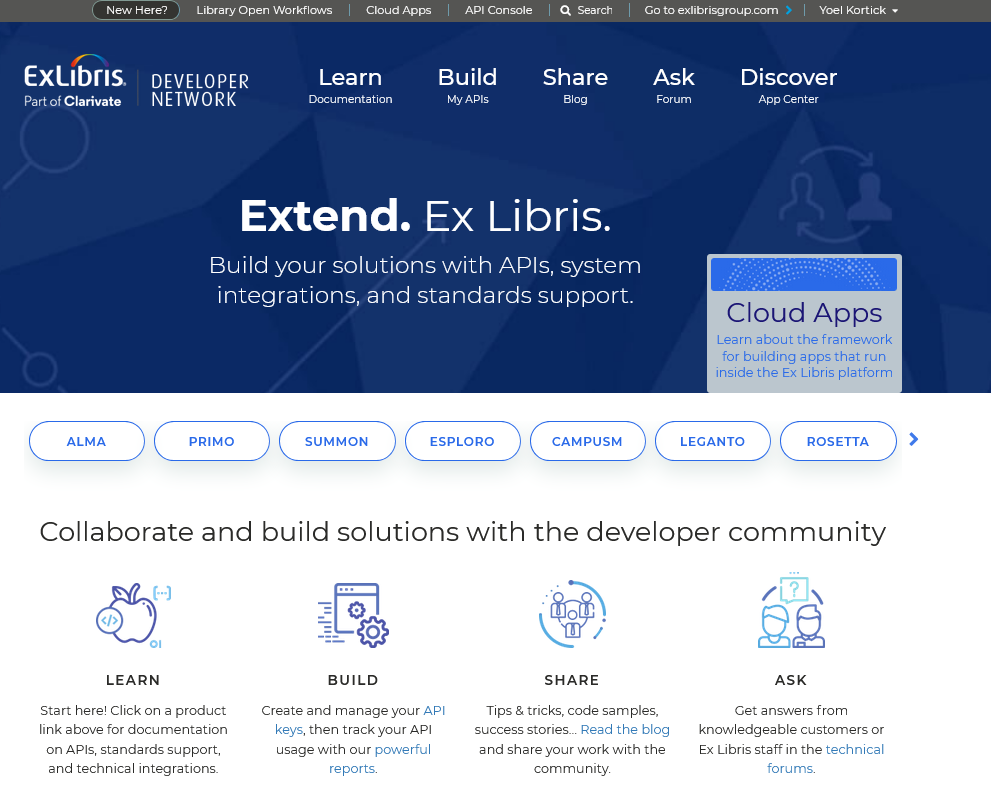 New Here? Library Open Workflows Cloud Apps API Console Search Go to exlibrisgroup.com Yoel Kortick
ExLibris
Part of Clarivate
DEVELOPER
NETWORK
Learn Build Share Ask Discover
Documentation My APIs Blog Forum App Center
Extend. Ex Libris.
Build your solutions with APIs, system
integrations, and standards support.
Cloud Apps
Learn about the framework
for building apps that run
inside the Ex Libris platform
ALMA PRIMO SUMMON ESPLORO CAMPUSM LEGANTO ROSETTA
Collaborate and build solutions with the developer community
LEARN
Start here! Click on a product
link above for documentation
on APIs, standards support,
and technical integrations.
BUILD
Create and manage your API
keys, then track your API
usage with our powerful
reports.
SHARE
Tips & tricks, code samples,
success stories... Read the blog
and share your work with the
community.
ASK
Get answers from
knowledgeable customers or
Ex Libris staff in the technical
forums.